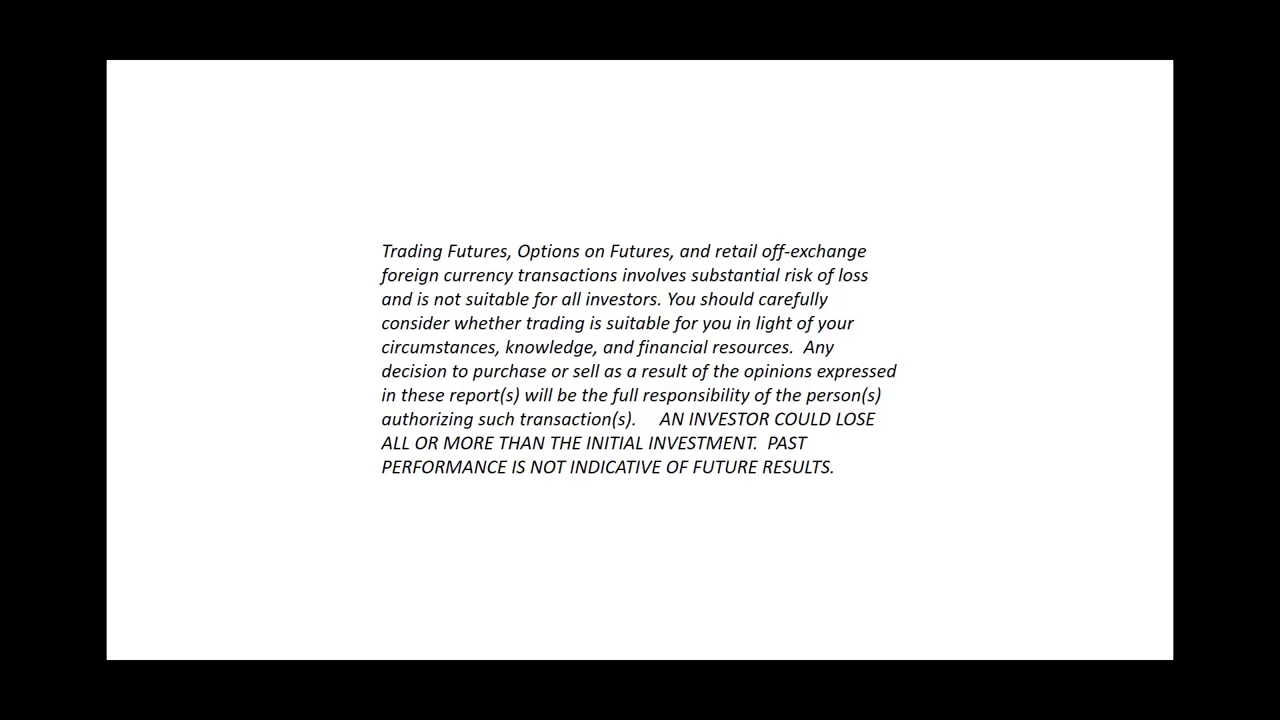 Trading Futures, Options on Futures, and retail off-exchange
foreign currency transactions involves substantial risk of loss
and is not suitable for all investors. You should carefully
consider whether trading is suitable for you in light of your
circumstances, knowledge, and financial resources.  Any
decision to purchase or sell as a result of the opinions expressed
in these report(s) will be the full responsibility of the person(s)
authorizing such transaction(s).     AN INVESTOR COULD LOSE
ALL OR MORE THAN THE INITIAL INVESTMENT.  PAST
PERFORMANCE IS NOT INDICATIVE OF FUTURE RESULTS.